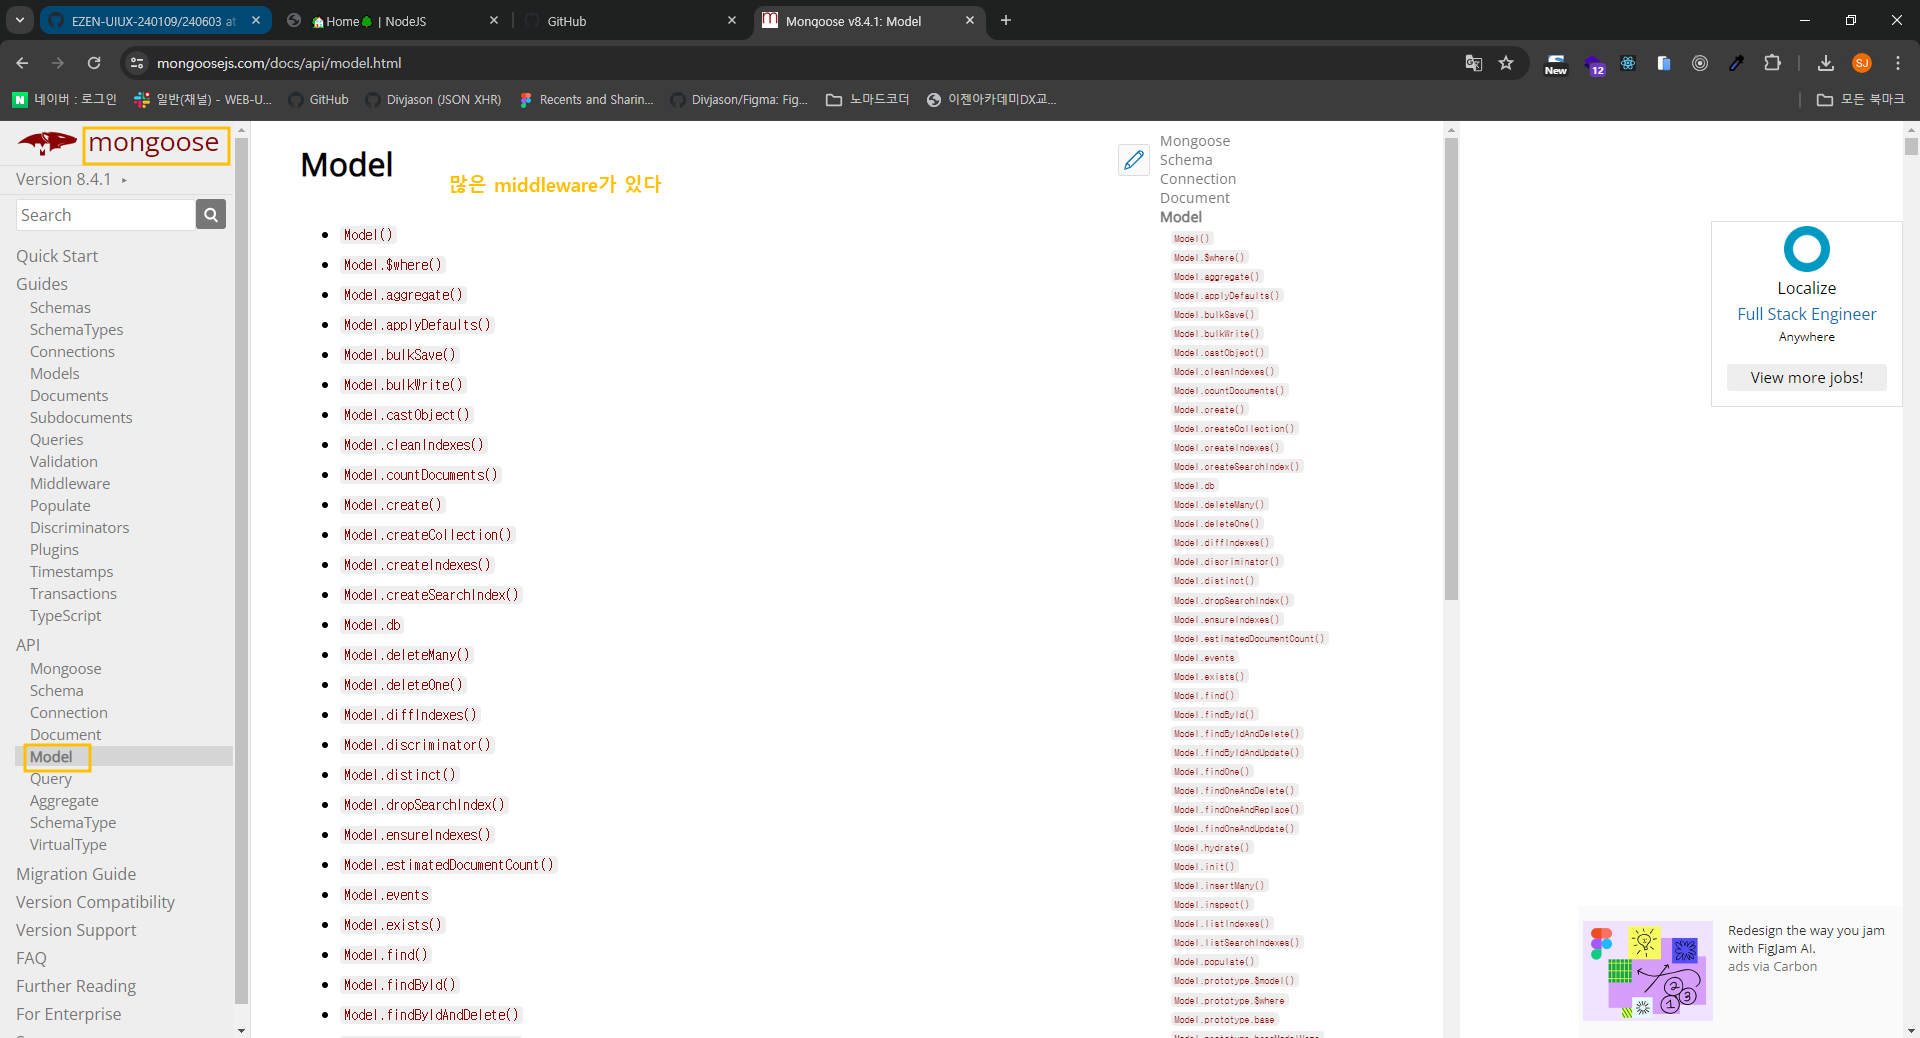 EZEN-UIUX-240109/240603 at
🏠Home🌲 | NodeJS
GitHub
Mongoose v8.4.1: Model
mongoosejs.com/docs/api/model.html
New
12
SJ
네이버 : 로그인
일반(채널) - WEB-U...
GitHub
Divjason (JSON XHR)
Recents and Sharin...
Divjason/Figma: Fig...
노마드코더
이젠아카데미DX교...
모든 북마크
mongoose
Version 8.4.1
Search
Quick Start
Guides
Schemas
SchemaTypes
Connections
Models
Documents
Subdocuments
Queries
Validation
Middleware
Populate
Discriminators
Plugins
Timestamps
Transactions
TypeScript
API
Mongoose
Schema
Connection
Document
Model
Query
Aggregate
SchemaType
VirtualType
Migration Guide
Version Compatibility
Version Support
FAQ
Further Reading
For Enterprise
Model
많은 middleware가 있다
Model()
Model.$where()
Model.aggregate()
Model.applyDefaults()
Model.bulkSave()
Model.bulkWrite()
Model.castObject()
Model.cleanIndexes()
Model.countDocuments()
Model.create()
Model.createCollection()
Model.createIndexes()
Model.createSearchIndex()
Model.db
Model.deleteMany()
Model.deleteOne()
Model.diffIndexes()
Model.discriminator()
Model.distinct()
Model.dropSearchIndex()
Model.ensureIndexes()
Model.estimatedDocumentCount()
Model.events
Model.exists()
Model.find()
Model.findById()
Model.findByIdAndDelete()
Mongoose
Schema
Connection
Document
Model
Model()
Model.$where()
Model.aggregate()
Model.applyDefaults()
Model.bulkSave()
Model.bulkWrite()
Model.castObject()
Model.cleanIndexes()
Model.countDocuments()
Model.create()
Model.createCollection()
Model.createIndexes()
Model.createSearchIndex()
Model.db
Model.deleteMany()
Model.deleteOne()
Model.diffIndexes()
Model.discriminator()
Model.distinct()
Model.dropSearchIndex()
Model.ensureIndexes()
Model.estimatedDocumentCount()
Model.events
Model.exists()
Model.find()
Model.findById()
Model.findByIdAndDelete()
Model.findByIdAndUpdate()
Model.findOne()
Model.findOneAndDelete()
Model.findOneAndReplace()
Model.findOneAndUpdate()
Model.hydrate()
Model.init()
Model.insertMany()
Model.inspect()
Model.listIndexes()
Model.listSearchIndexes()
Model.populate()
Model.prototype.$model()
Model.prototype.$where
Model.prototype.base
Localize
Full Stack Engineer
Anywhere
View more jobs!
Redesign the way you jam
with FigJam AI.
ads via Carbon